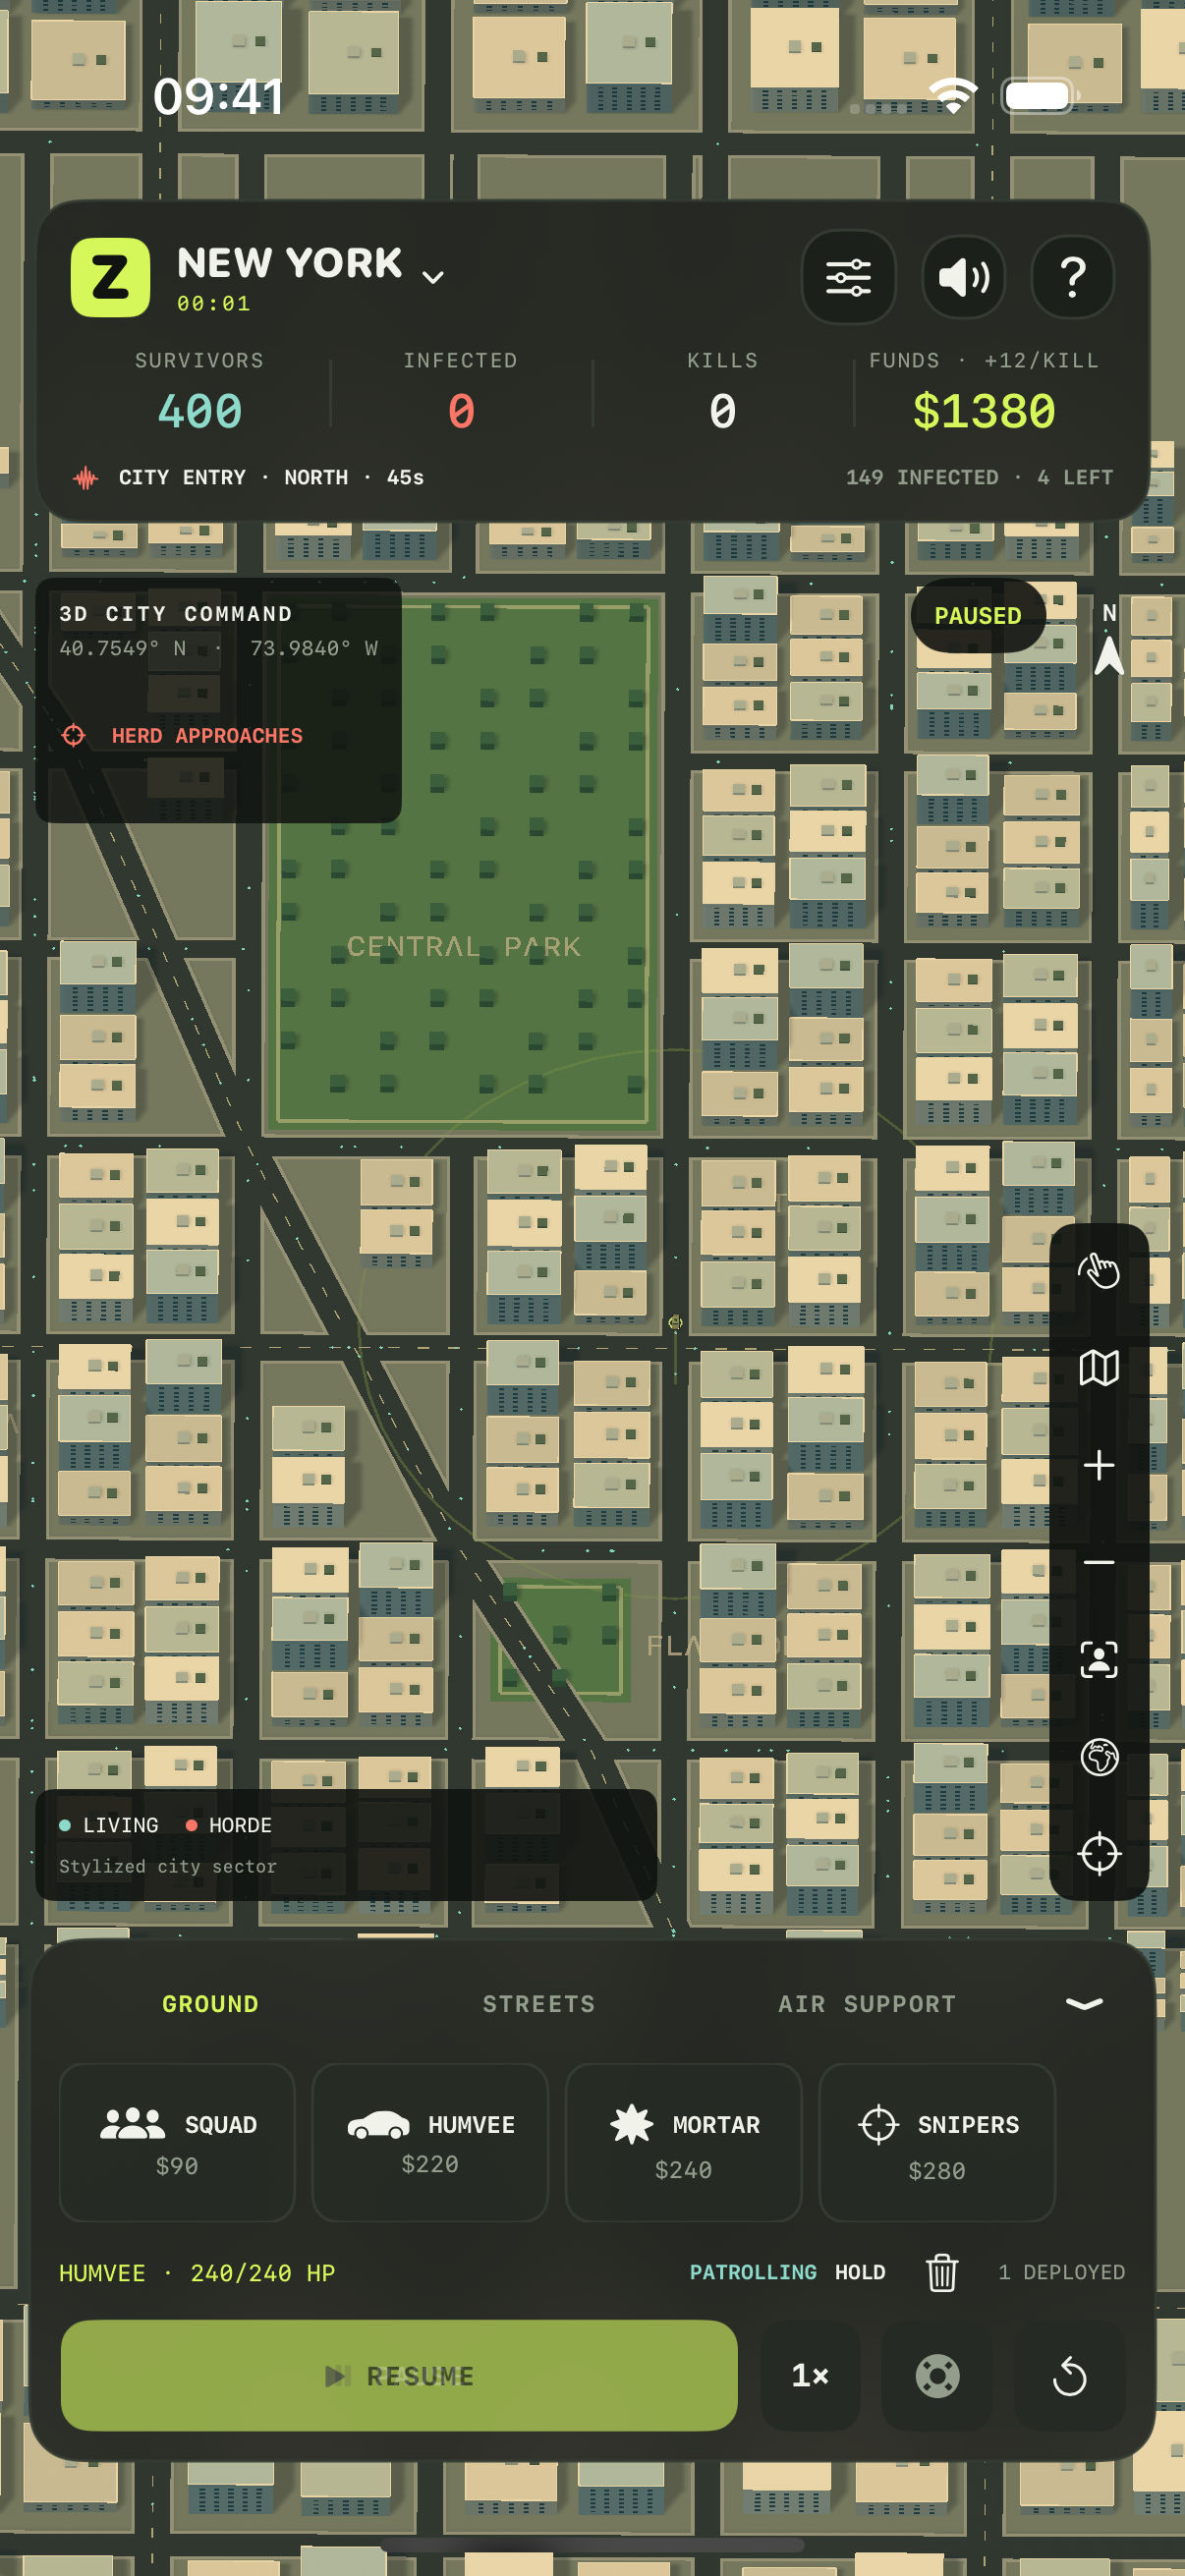 09:41
Z
NEW YORK
00:01
SURVIVORS INFECTED KILLS FUNDS · +12/KILL
400 0 0 $1380
CITY ENTRY · NORTH · 45s 149 INFECTED · 4 LEFT
3D CITY COMMAND
40.7549° N · 73.9840° W
PAUSED
N
HERD APPROACHES
CENTRAL PARK
LIVING HORDE
Stylized city sector
GROUND STREETS AIR SUPPORT
SQUAD HUMVEE MORTAR SNIPERS
$90 $220 $240 $280
HUMVEE · 240/240 HP PATROLLING HOLD 1 DEPLOYED
RESUME 1×